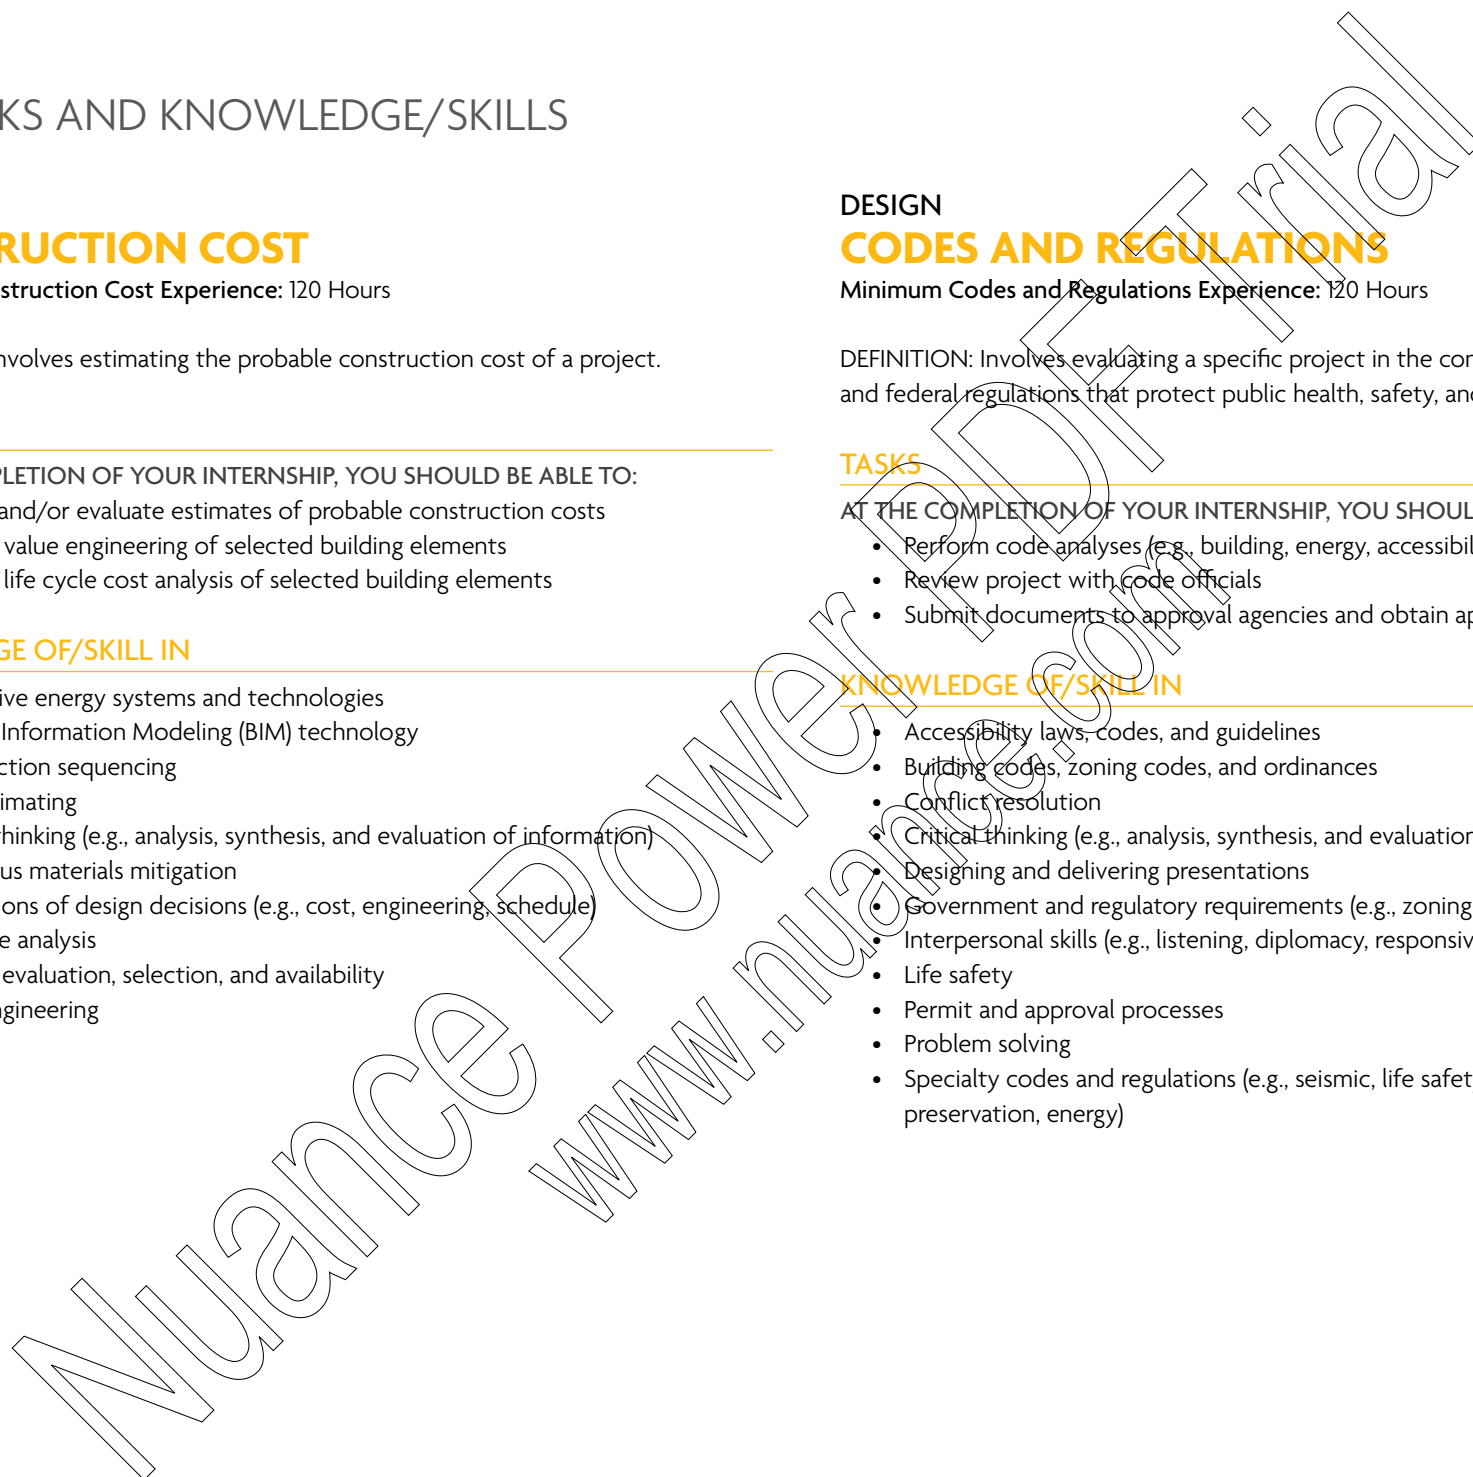 KS AND KNOWLEDGE/SKILLS
RUCTION COST
struction Cost Experience: 120 Hours
nvolves estimating the probable construction cost of a project.
PLETION OF YOUR INTERNSHIP, YOU SHOULD BE ABLE TO:
and/or evaluate estimates of probable construction costs
value engineering of selected building elements
life cycle cost analysis of selected building elements
GE OF/SKILL IN
ive energy systems and technologies
Information Modeling (BIM) technology
ction sequencing
imating
hinking (e.g., analysis, synthesis, and evaluation of information)
us materials mitigation
ions of design decisions (e.g., cost, engineering, schedule)
e analysis
evaluation, selection, and availability
gineering
DESIGN
CODES AND REGULATIONS
Minimum Codes and Regulations Experience: 120 Hours
DEFINITION: Involves evaluating a specific project in the con
and federal regulations that protect public health, safety, and
TASKS
AT THE COMPLETION OF YOUR INTERNSHIP, YOU SHOUL
• Perform code analyses (e.g., building, energy, accessibil
• Review project with code officials
• Submit documents to approval agencies and obtain ap
KNOWLEDGE OF/SKILL IN
• Accessibility laws, codes, and guidelines
• Building codes, zoning codes, and ordinances
• Conflict resolution
• Critical thinking (e.g., analysis, synthesis, and evaluation
• Designing and delivering presentations
• Government and regulatory requirements (e.g., zoning
• Interpersonal skills (e.g., listening, diplomacy, responsiv
• Life safety
• Permit and approval processes
• Problem solving
• Specialty codes and regulations (e.g., seismic, life safet
preservation, energy)
Nuance Power PDF Trial
www.nuance.com